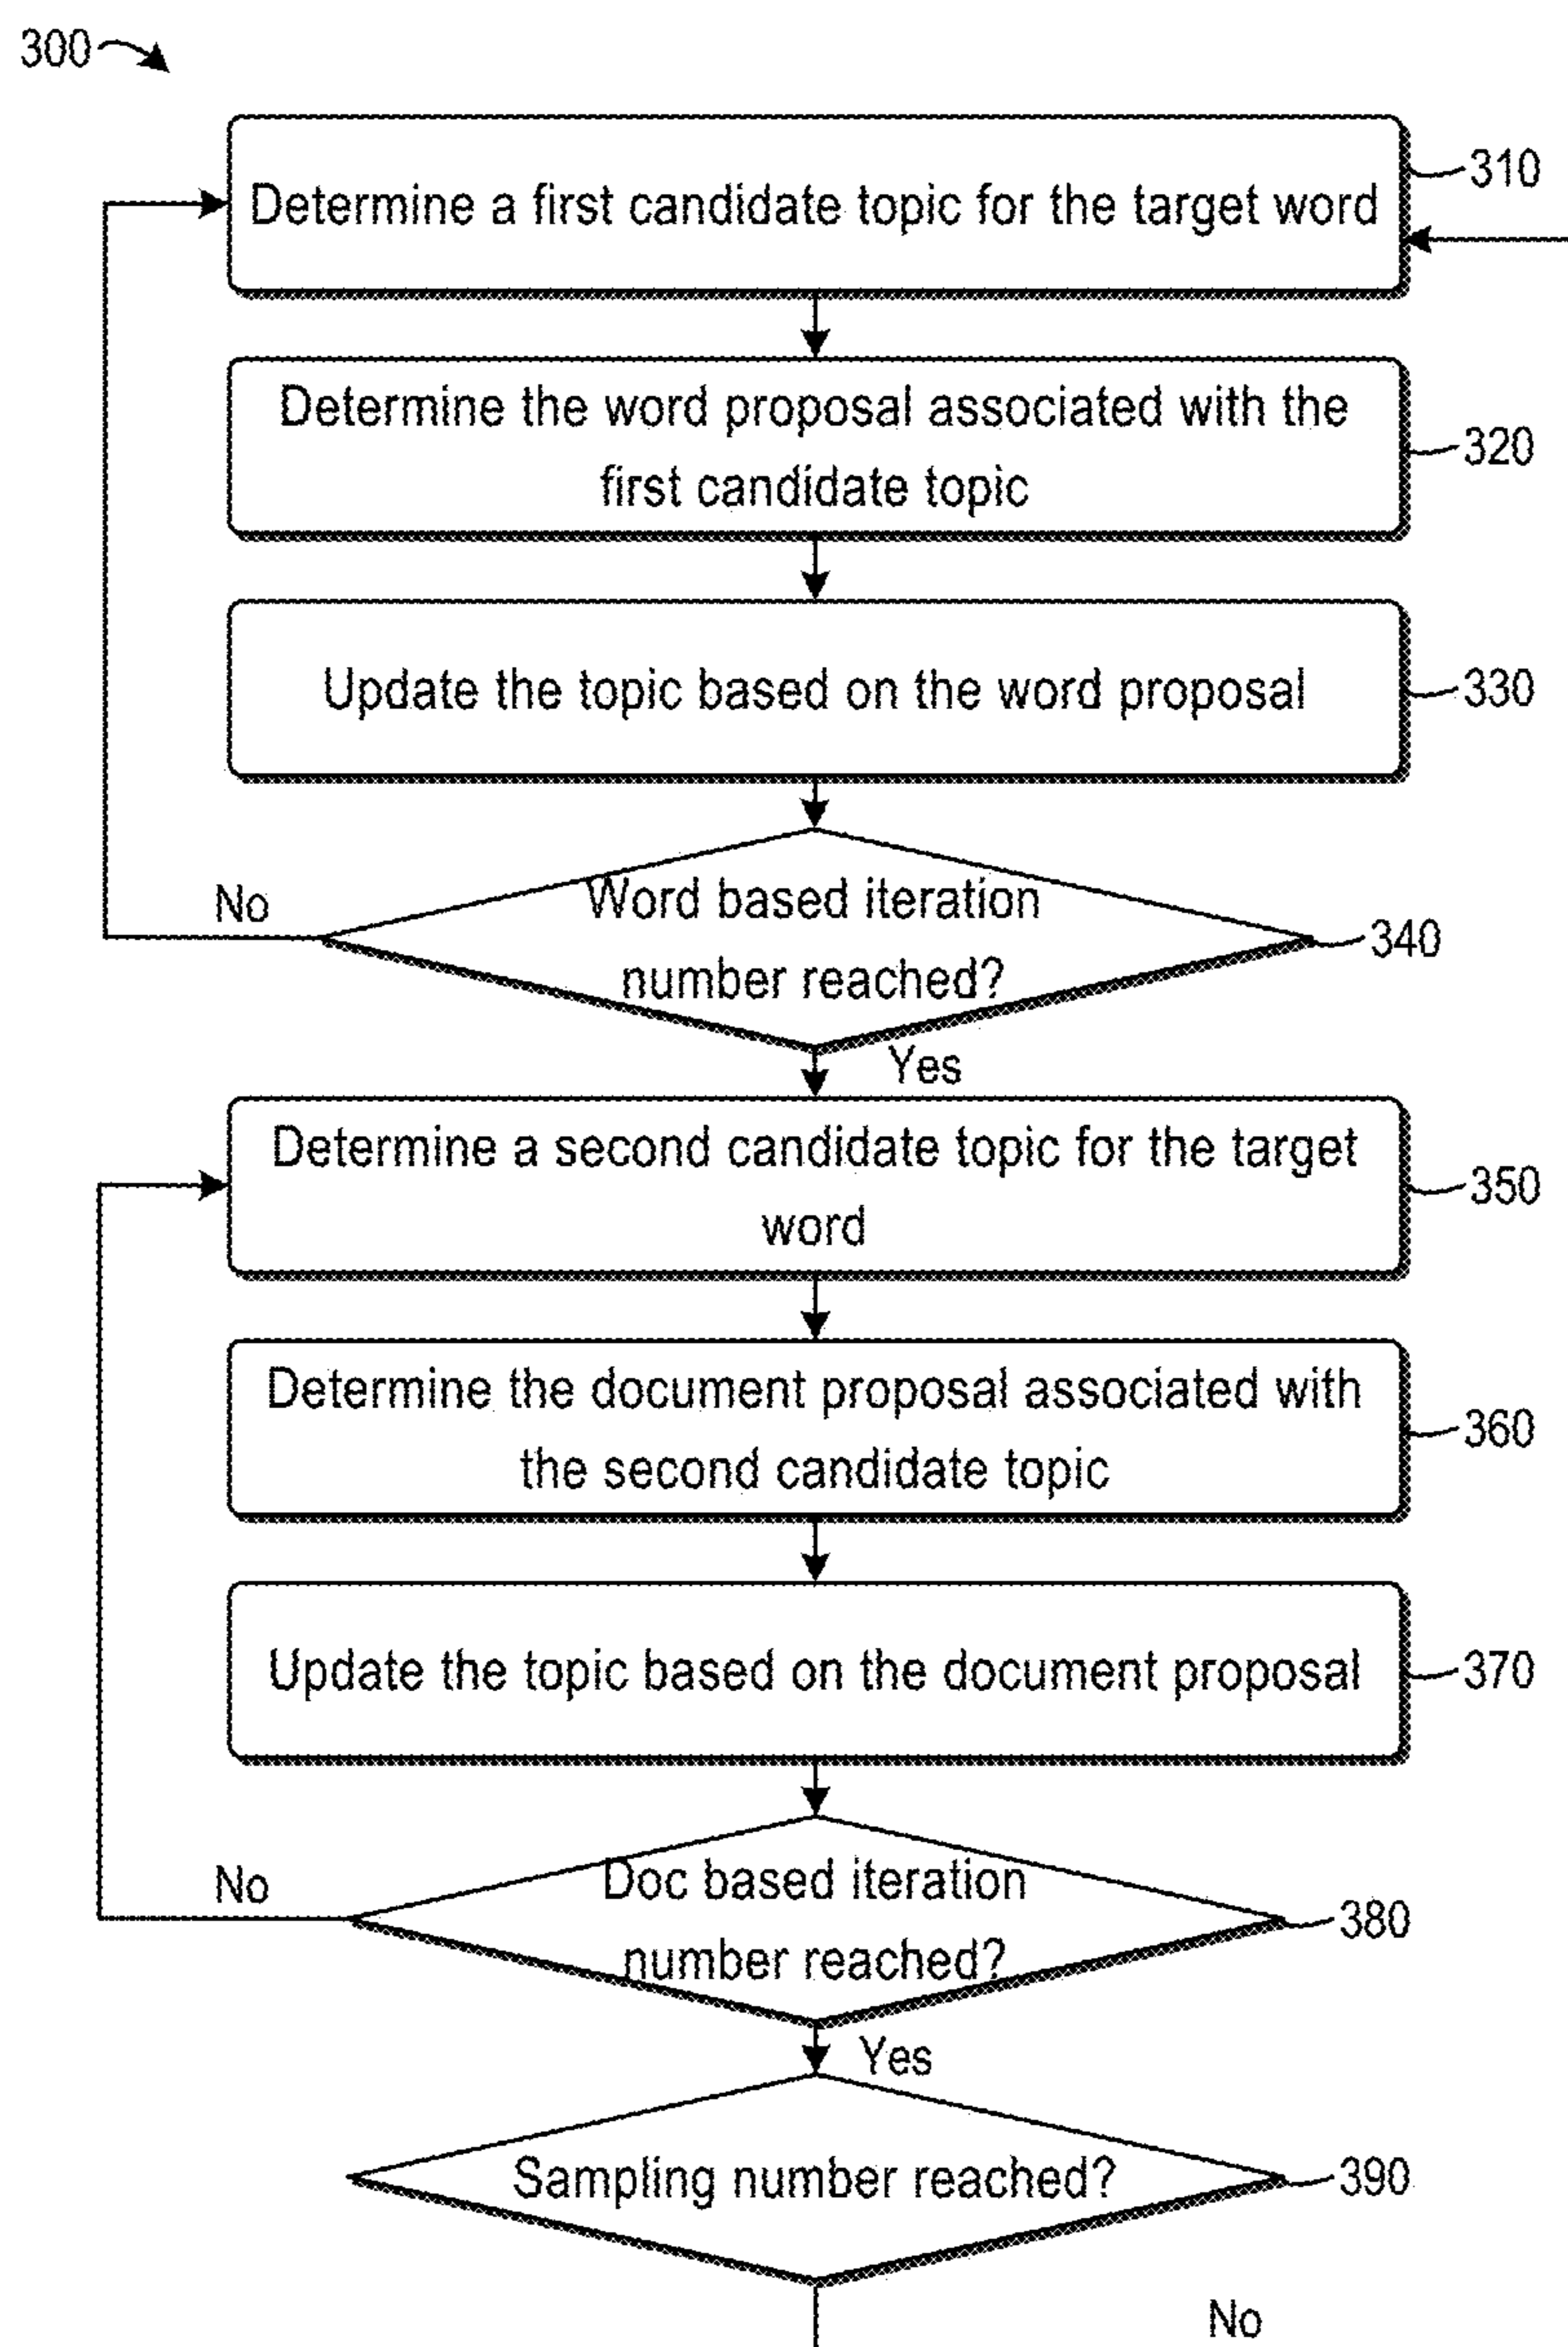 300
Determine a first candidate topic for the target word
310
Determine the word proposal associated with the
first candidate topic
320
Update the topic based on the word proposal
330
Word based iteration
number reached?
No
340
Yes
Determine a second candidate topic for the target
word
350
Determine the document proposal associated with
the second candidate topic
360
Update the topic based on the document proposal
370
Doc based iteration
number reached?
No
380
Yes
Sampling number reached?
390
No